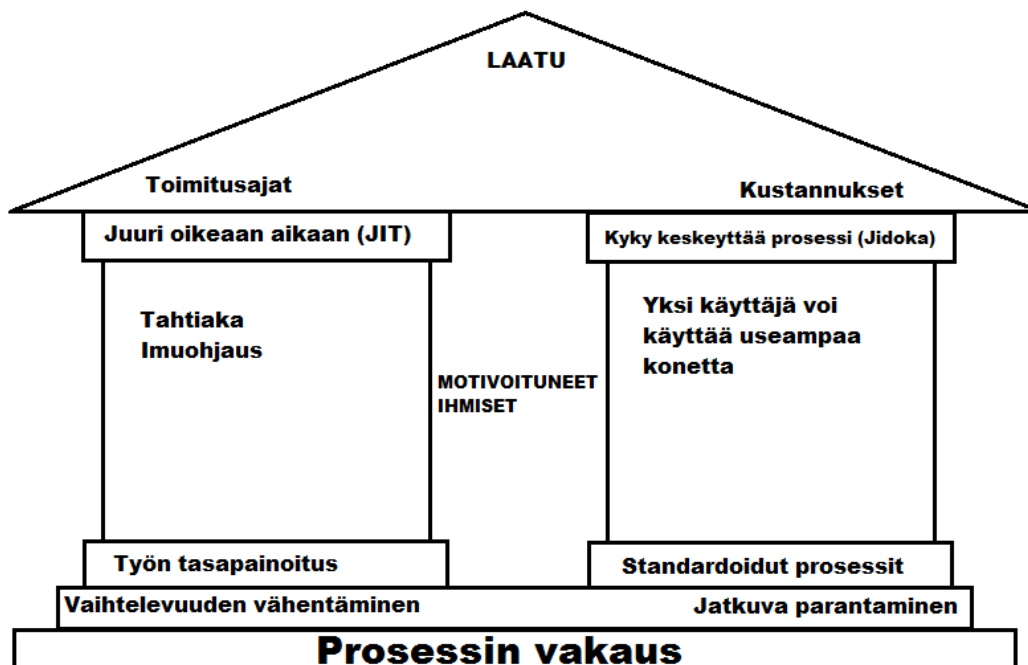 LAATU
Toimitusajat
Kustannukset
Juuri oikeaan aikaan (JIT)
Kyky keskeyttää prosessi (Jidoka)
Tahtiaka
Imuohjaus
Yksi käyttäjä voi
käyttää useampaa
konetta
MOTIVOITUNEET
IHMISET
Työn tasapainoitus
Standardoidut prosessit
Vaihtelevuuden vähentäminen
Jatkuva parantaminen
Prosessin vakaus